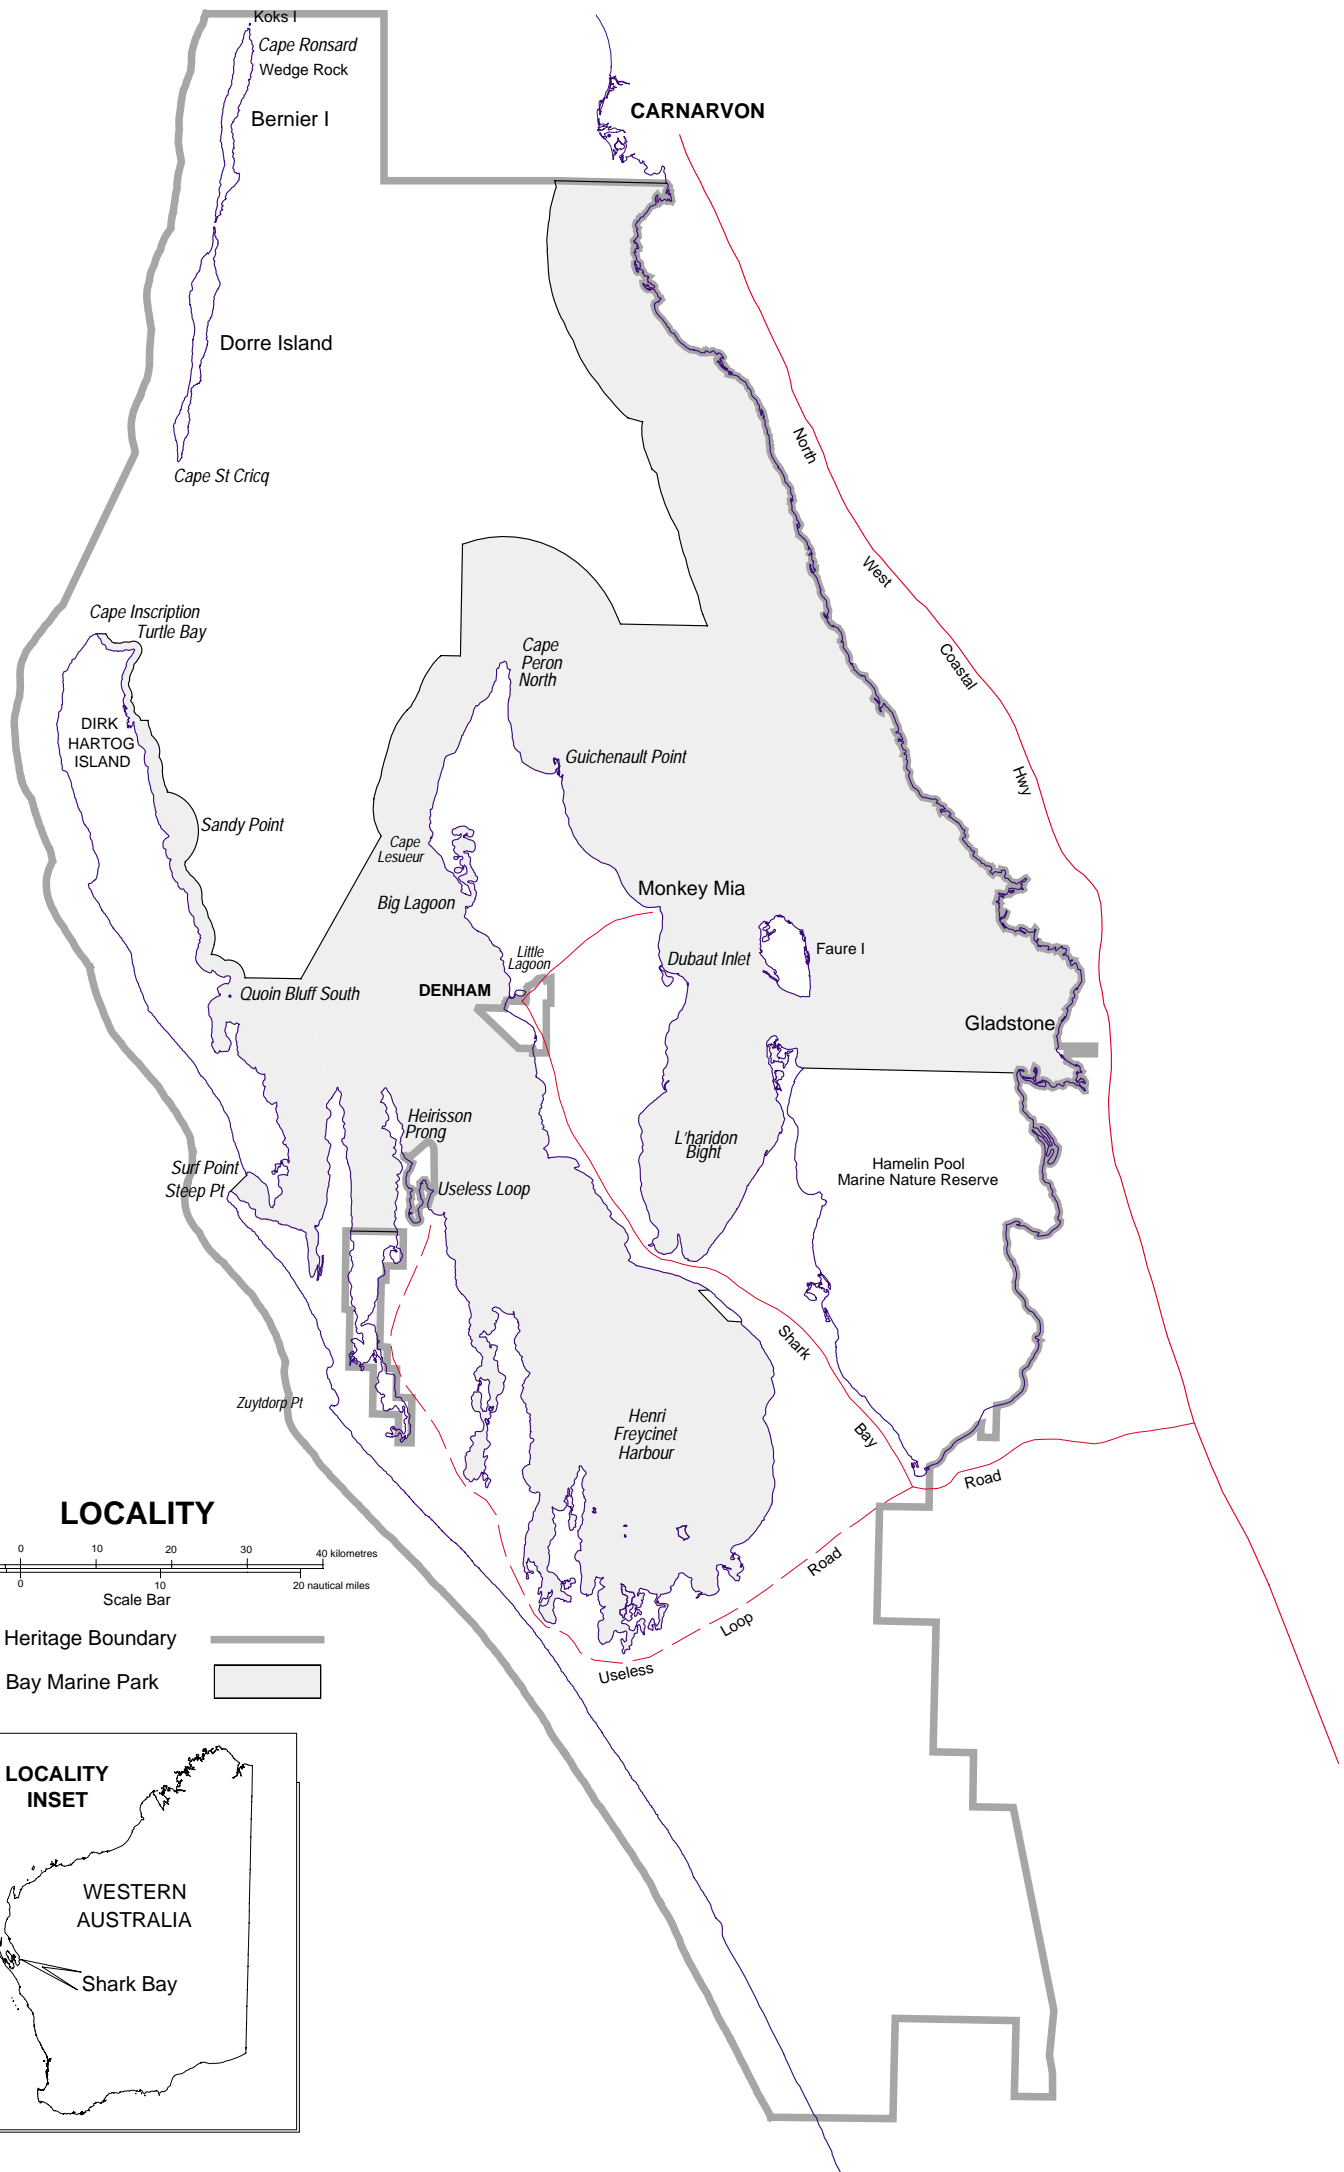 Koks I
Cape Ronsard
Wedge Rock
Bernier I
CARNARVON
Dorre Island
Cape St Cricq
North
West
Coastal
Hwy
Cape Inscription
Turtle Bay
Cape
Peron
North
DIRK
HARTOG
ISLAND
Guichenault Point
Sandy Point
Cape
Lesueur
Big Lagoon
Monkey Mia
Little
Lagoon
Dubaut Inlet
Faure I
DENHAM
Quoin Bluff South
Gladstone
Heirisson
Prong
L'haridon
Bight
Surf Point
Steep Pt
Useless Loop
Hamelin Pool
Marine Nature Reserve
Shark
Bay
Road
Zuytdorp Pt
Henri
Freycinet
Harbour
Useless
Loop
Road
LOCALITY
0 10 20 30 40 kilometres
0 10 20 nautical miles
Scale Bar
Heritage Boundary
Bay Marine Park
LOCALITY
INSET
WESTERN
AUSTRALIA
Shark Bay